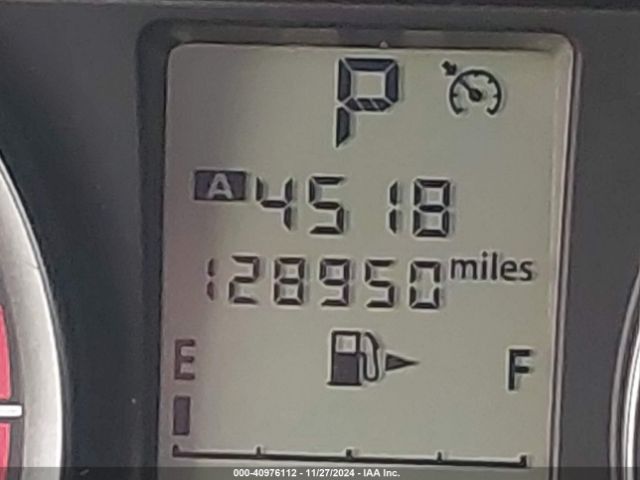 P
A 4518
128950 miles
E F
000-40976112 - 11/27/2024 - IAA Inc.